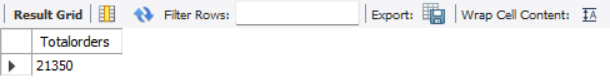 Result Grid Filter Rows: Export: Wrap Cell Content:
Totalorders
21350